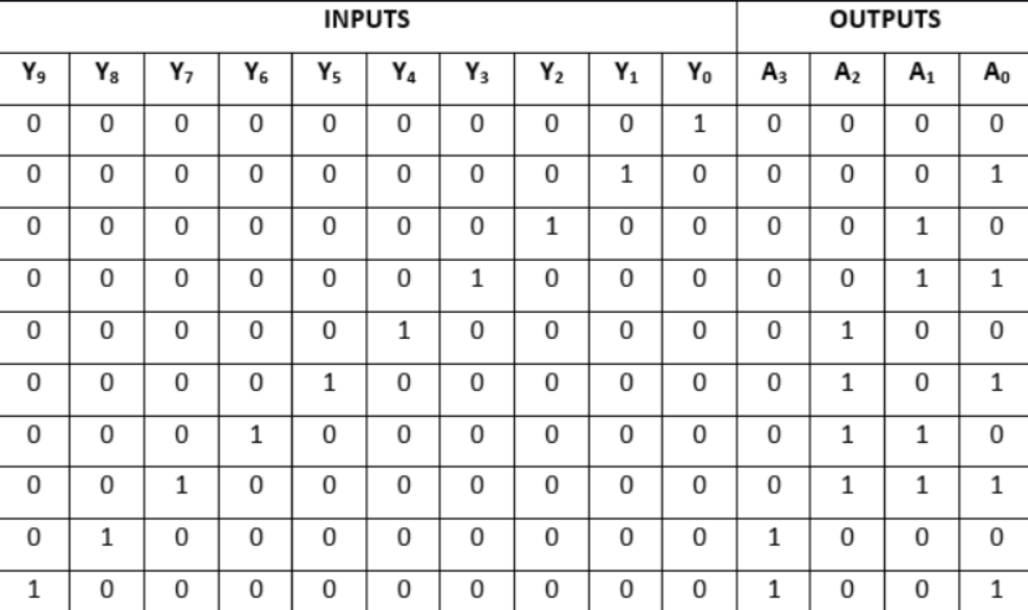 INPUTS OUTPUTS
Y₉ Y₈ Y₇ Y₆ Y₅ Y₄ Y₃ Y₂ Y₁ Y₀ A₃ A₂ A₁ A₀
0 0 0 0 0 0 0 0 0 1 0 0 0 0
0 0 0 0 0 0 0 0 1 0 0 0 0 1
0 0 0 0 0 0 0 1 0 0 0 0 1 0
0 0 0 0 0 0 1 0 0 0 0 0 1 1
0 0 0 0 0 1 0 0 0 0 0 1 0 0
0 0 0 0 1 0 0 0 0 0 0 1 0 1
0 0 0 1 0 0 0 0 0 0 0 1 1 0
0 0 1 0 0 0 0 0 0 0 0 1 1 1
0 1 0 0 0 0 0 0 0 0 1 0 0 0
1 0 0 0 0 0 0 0 0 0 1 0 0 1